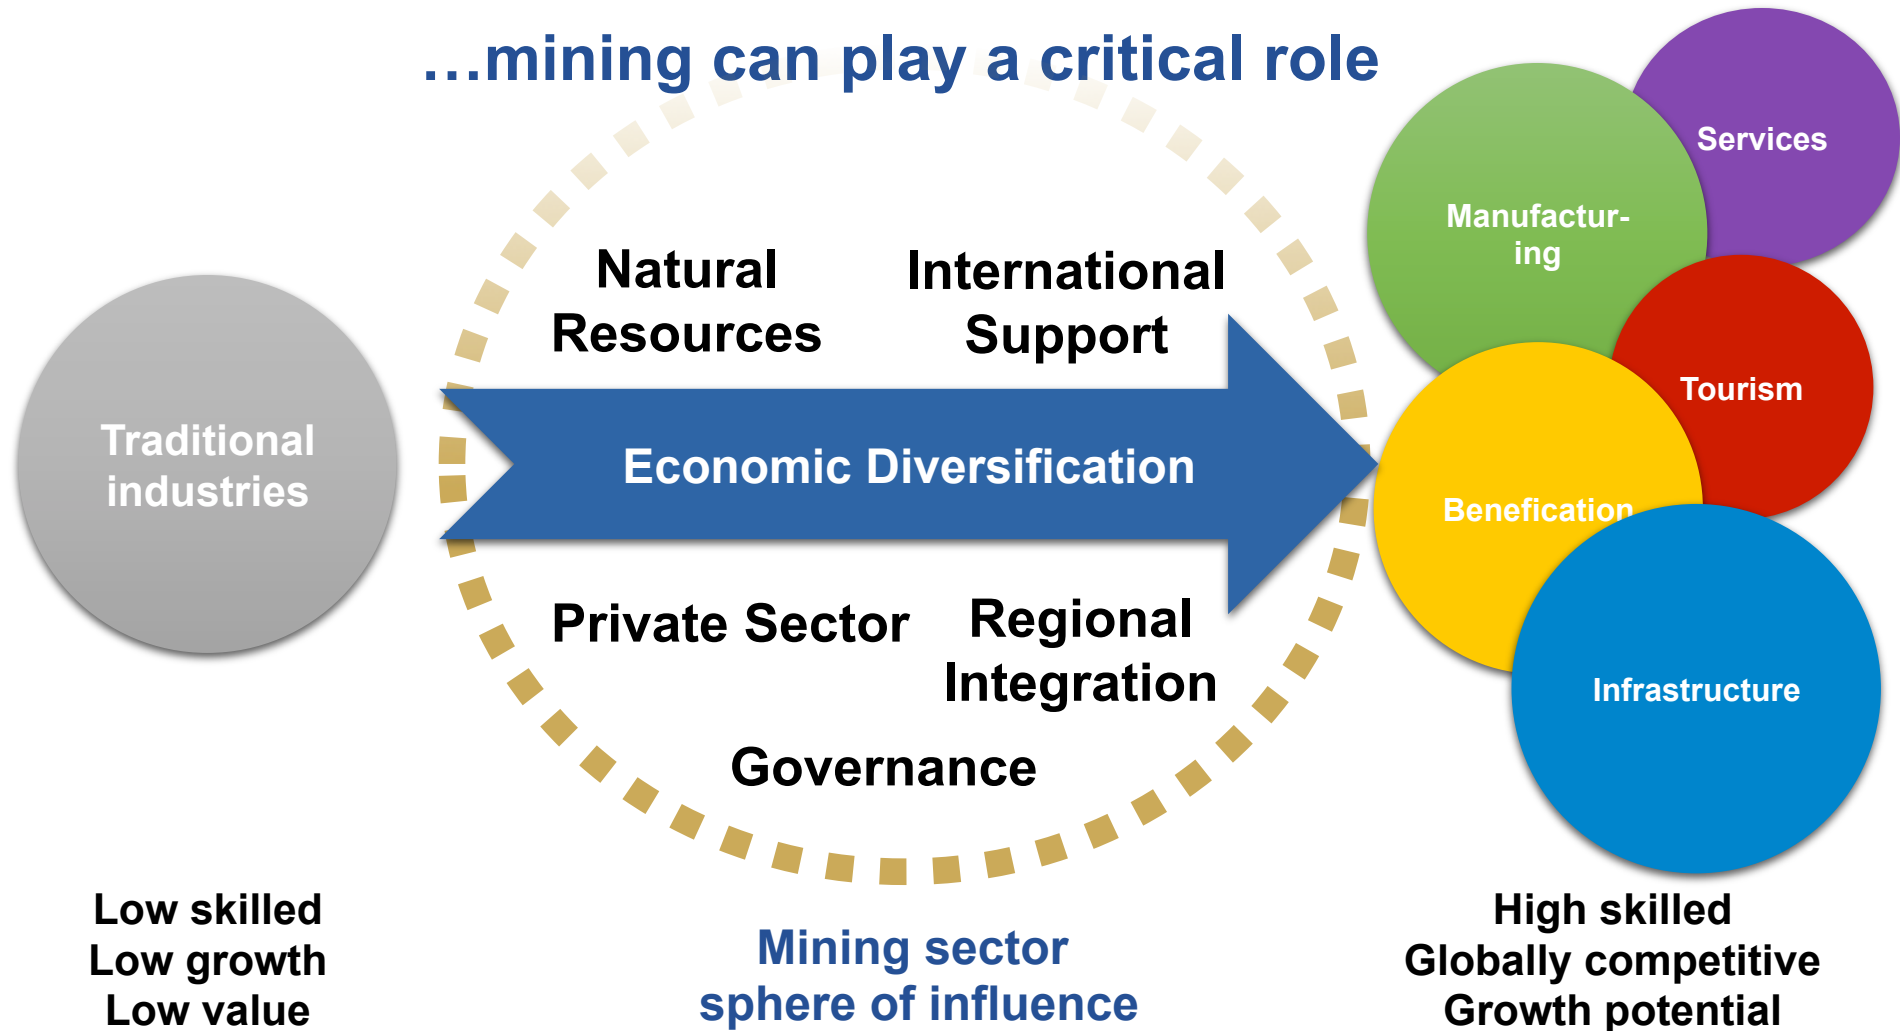 …mining can play a critical role
Services
Manufactur-
ing
Natural
Resources
International
Support
Tourism
Traditional
industries
Economic Diversification
Benefication
Private Sector
Regional
Integration
Infrastructure
Governance
Low skilled
Low growth
Low value
Mining sector
sphere of influence
High skilled
Globally competitive
Growth potential